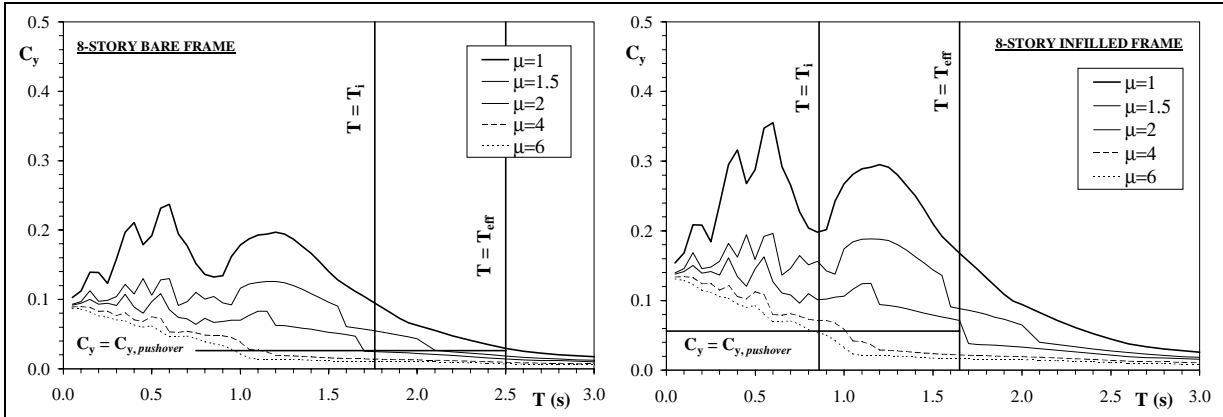 0.5
0.4
0.3
0.2
0.1
0.0
C_y
8-STORY BARE FRAME
μ=1
μ=1.5
μ=2
μ=4
μ=6
T = T_i
T = T_eff
C_y = C_y, pushover
0.0 0.5 1.0 1.5 2.0 2.5 3.0
T (s)
0.5
0.4
0.3
0.2
0.1
0.0
C_y
8-STORY INFILLED FRAME
μ=1
μ=1.5
μ=2
μ=4
μ=6
T = T_i
T = T_eff
C_y = C_y, pushover
0.0 0.5 1.0 1.5 2.0 2.5 3.0
T (s)